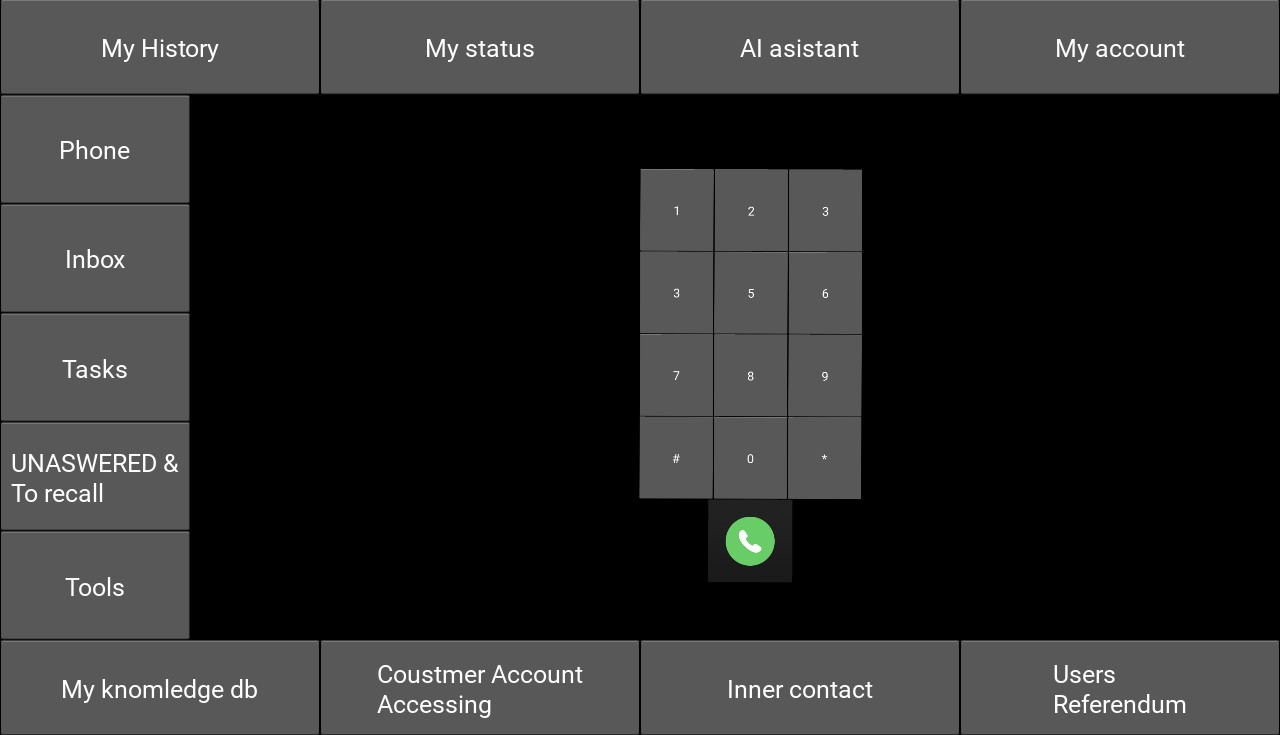 My History
My status
AI asistant
My account
Phone
Inbox
Tasks
UNASWERED &
To recall
Tools
1
2
3
3
5
6
7
8
9
#
0
*
My knomledge db
Coustmer Account
Accessing
Inner contact
Users
Referendum